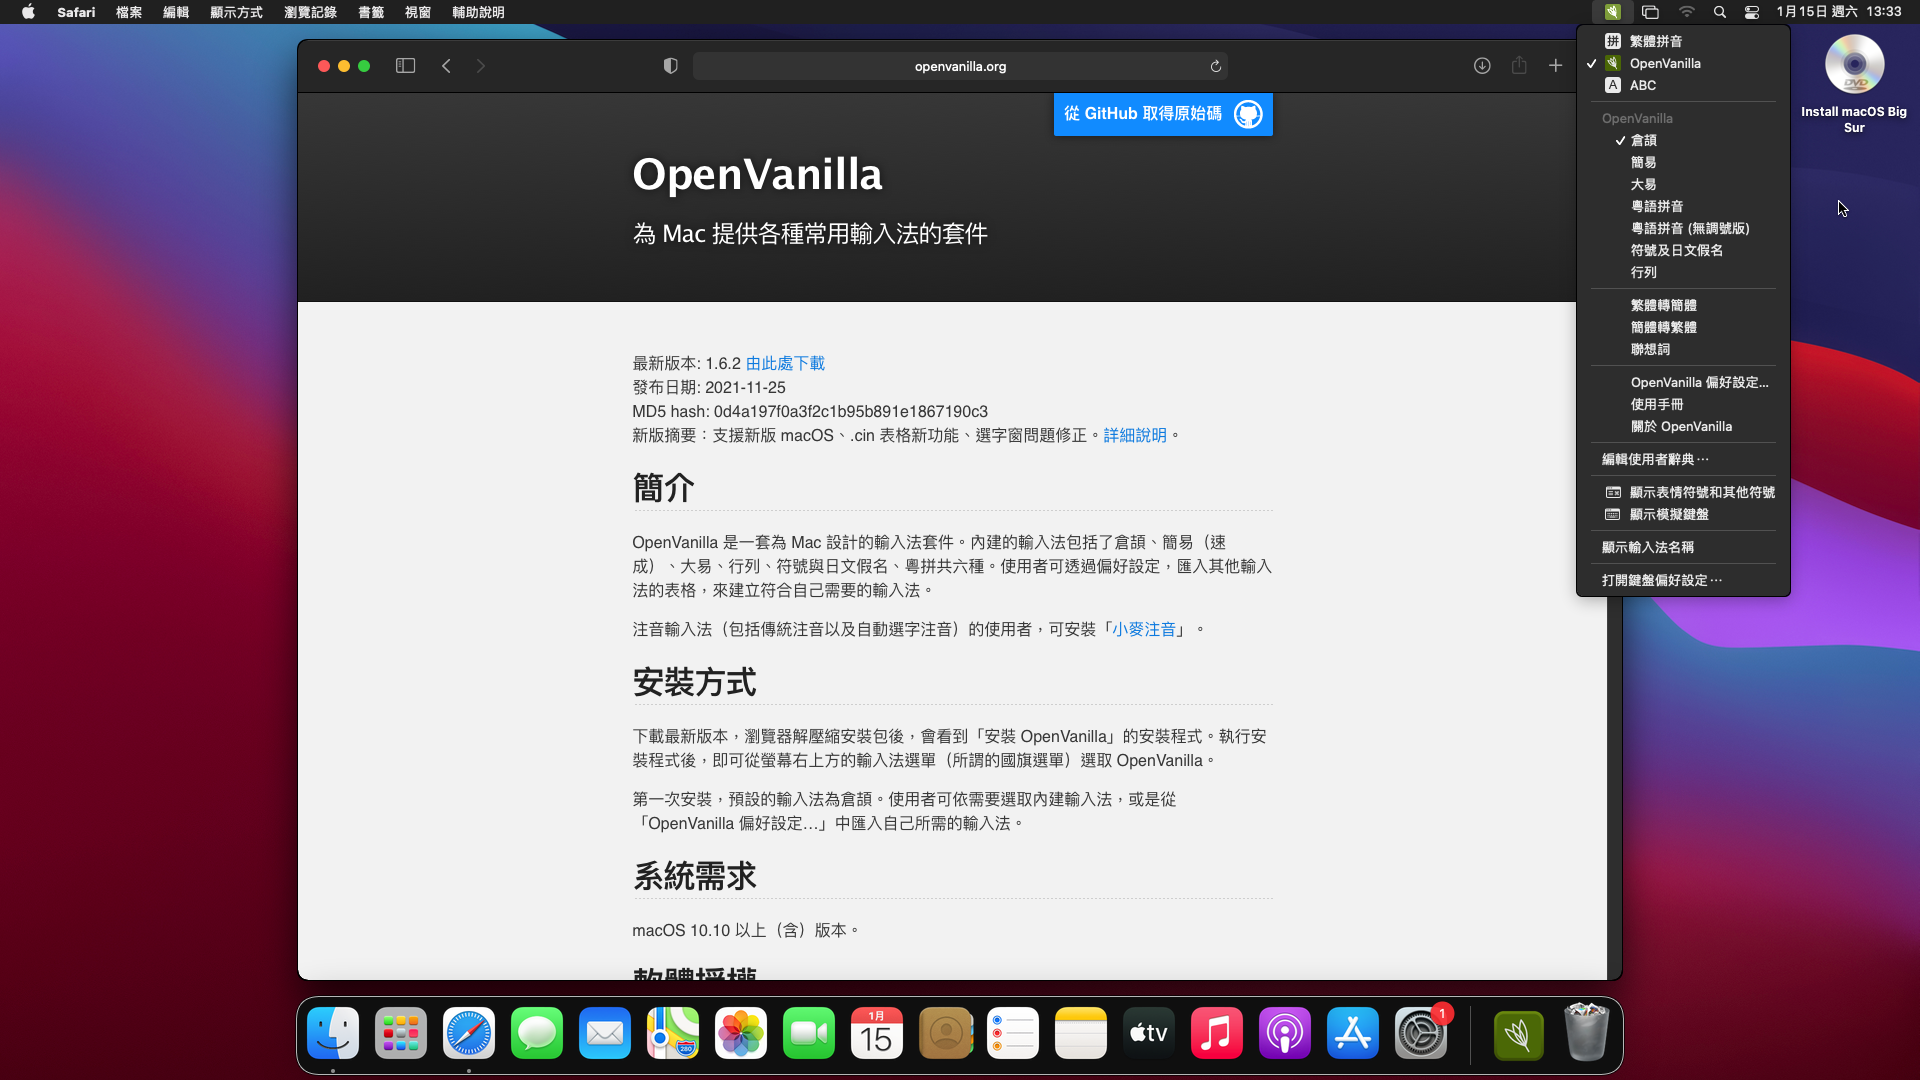 Safari 檔案 編輯 顯示方式 瀏覽記錄 書籤 視窗 輔助說明
1月15日 週六 13:33
openvanilla.org
從 GitHub 取得原始碼
OpenVanilla
為 Mac 提供各種常用輸入法的套件
最新版本: 1.6.2 由此處下載
發布日期: 2021-11-25
MD5 hash: 0d4a197f0a3f2c1b95b891e1867190c3
新版摘要：支援新版 macOS、.cin 表格新功能、選字窗問題修正。詳細說明。
簡介
OpenVanilla 是一套為 Mac 設計的輸入法套件。內建的輸入法包括了倉頡、簡易（速
成）、大易、行列、符號與日文假名、粵拼共六種。使用者可透過偏好設定，匯入其他輸入
法的表格，來建立符合自己需要的輸入法。
注音輸入法（包括傳統注音以及自動選字注音）的使用者，可安裝「小麥注音」。
安裝方式
下載最新版本，瀏覽器解壓縮安裝包後，會看到「安裝 OpenVanilla」的安裝程式。執行安
裝程式後，即可從螢幕右上方的輸入法選單（所謂的國旗選單）選取 OpenVanilla。
第一次安裝，預設的輸入法為倉頡。使用者可依需要選取內建輸入法，或是從
「OpenVanilla 偏好設定…」中匯入自己所需的輸入法。
系統需求
macOS 10.10 以上（含）版本。
軟體授權
拼 繁體拼音
✓ OpenVanilla
A ABC
OpenVanilla
✓ 倉頡
簡易
大易
粵語拼音
粵語拼音 (無調號版)
符號及日文假名
行列
繁體轉簡體
簡體轉繁體
聯想詞
OpenVanilla 偏好設定...
使用手冊
關於 OpenVanilla
編輯使用者辭典⋯
顯示表情符號和其他符號
顯示模擬鍵盤
顯示輸入法名稱
打開鍵盤偏好設定⋯
DVD
Install macOS Big
Sur
280
1月
15
tv
1